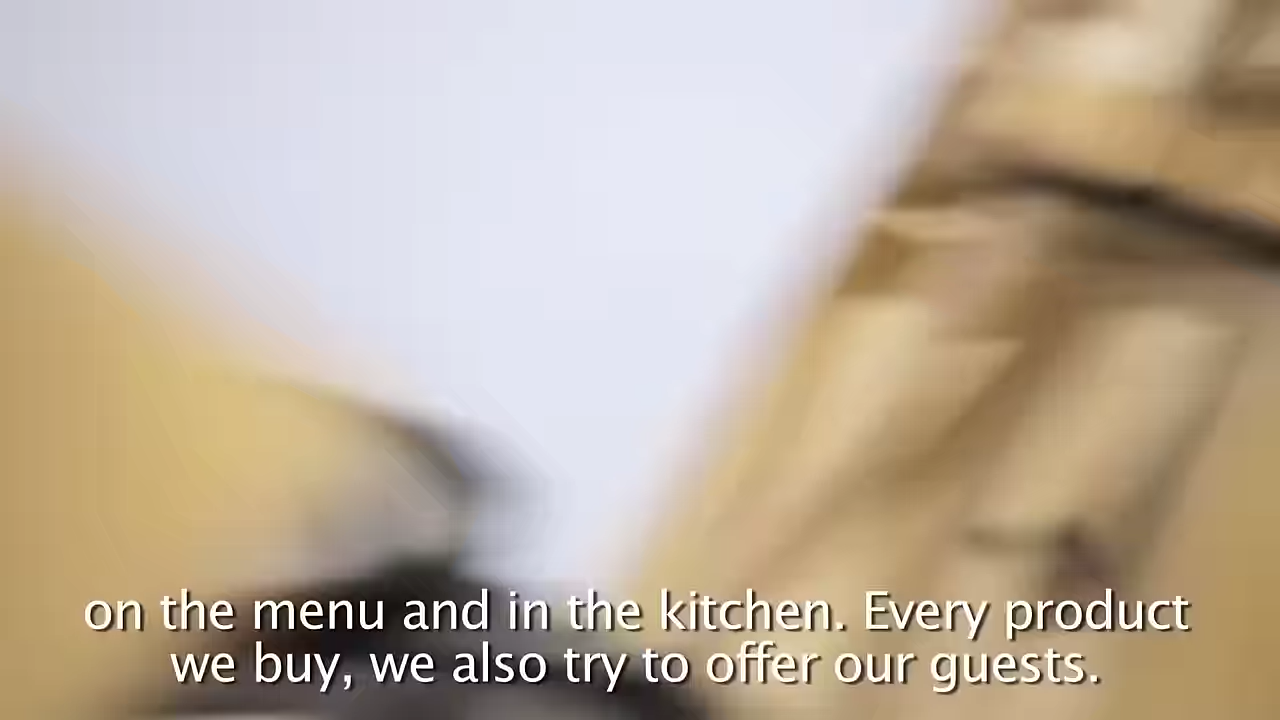 on the menu and in the kitchen. Every product
we buy, we also try to offer our guests.